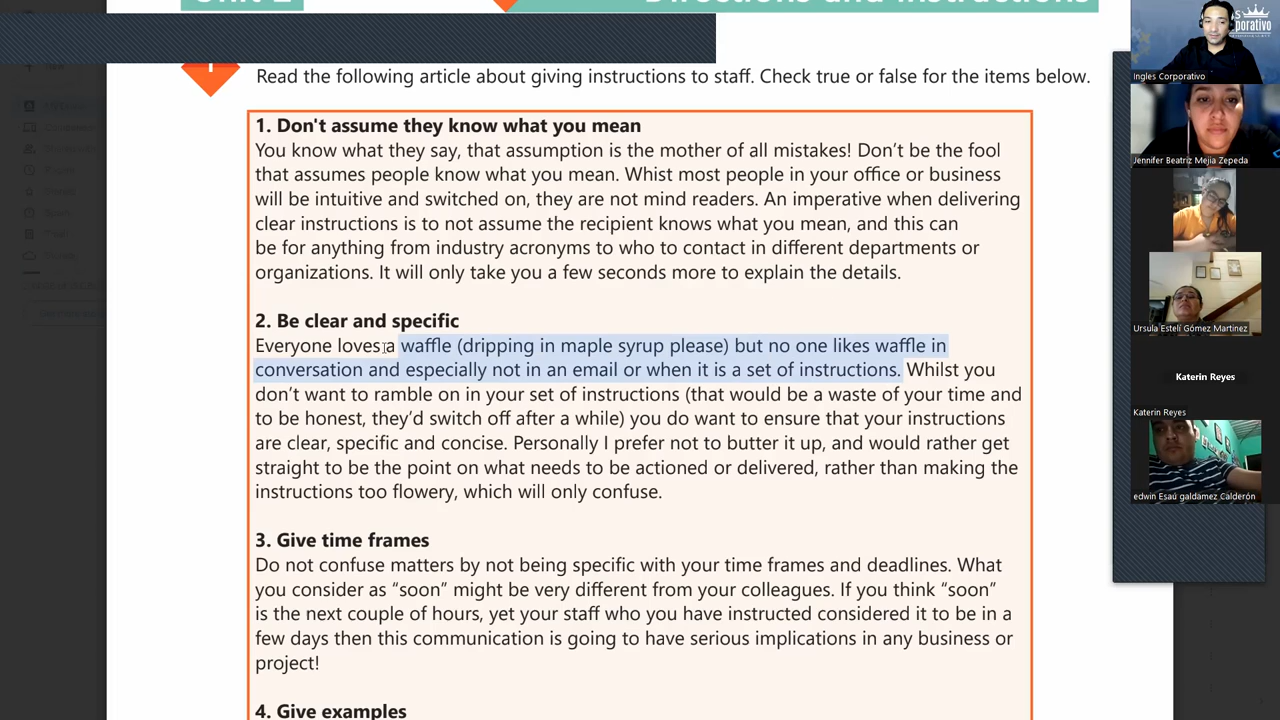 Unit 2
Directions and Instructions
1
Read the following article about giving instructions to staff. Check true or false for the items below.
1. Don't assume they know what you mean
You know what they say, that assumption is the mother of all mistakes! Don't be the fool
that assumes people know what you mean. Whist most people in your office or business
will be intuitive and switched on, they are not mind readers. An imperative when delivering
clear instructions is to not assume the recipient knows what you mean, and this can
be for anything from industry acronyms to who to contact in different departments or
organizations. It will only take you a few seconds more to explain the details.
2. Be clear and specific
Everyone loves a waffle (dripping in maple syrup please) but no one likes waffle in
conversation and especially not in an email or when it is a set of instructions. Whilst you
don't want to ramble on in your set of instructions (that would be a waste of your time and
to be honest, they'd switch off after a while) you do want to ensure that your instructions
are clear, specific and concise. Personally I prefer not to butter it up, and would rather get
straight to be the point on what needs to be actioned or delivered, rather than making the
instructions too flowery, which will only confuse.
3. Give time frames
Do not confuse matters by not being specific with your time frames and deadlines. What
you consider as “soon” might be very different from your colleagues. If you think “soon”
is the next couple of hours, yet your staff who you have instructed considered it to be in a
few days then this communication is going to have serious implications in any business or
project!
4. Give examples
porativo
Ingles Corporativo
Jennifer Beatriz Mejia Zepeda
Ursula Estelí Gómez Martinez
Katerin Reyes
Katerin Reyes
edwin Esaú galdamez Calderón